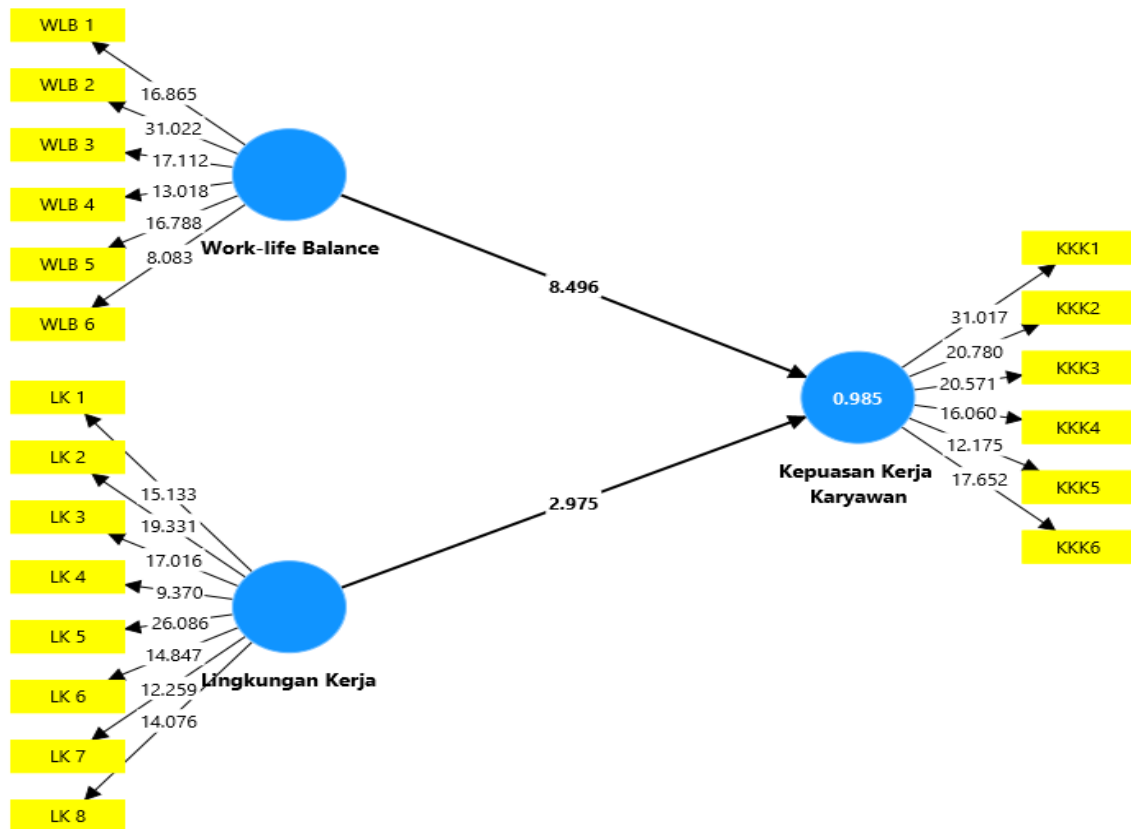 WLB 1
WLB 2
WLB 3
WLB 4
WLB 5
WLB 6
16.865
31.022
17.112
13.018
16.788
8.083
Work-life Balance
8.496
LK 1
LK 2
LK 3
LK 4
LK 5
LK 6
LK 7
LK 8
15.133
19.331
17.016
9.370
26.086
14.847
12.259
14.076
Lingkungan Kerja
2.975
0.985
Kepuasan Kerja
Karyawan
31.017
20.780
20.571
16.060
12.175
17.652
KKK1
KKK2
KKK3
KKK4
KKK5
KKK6